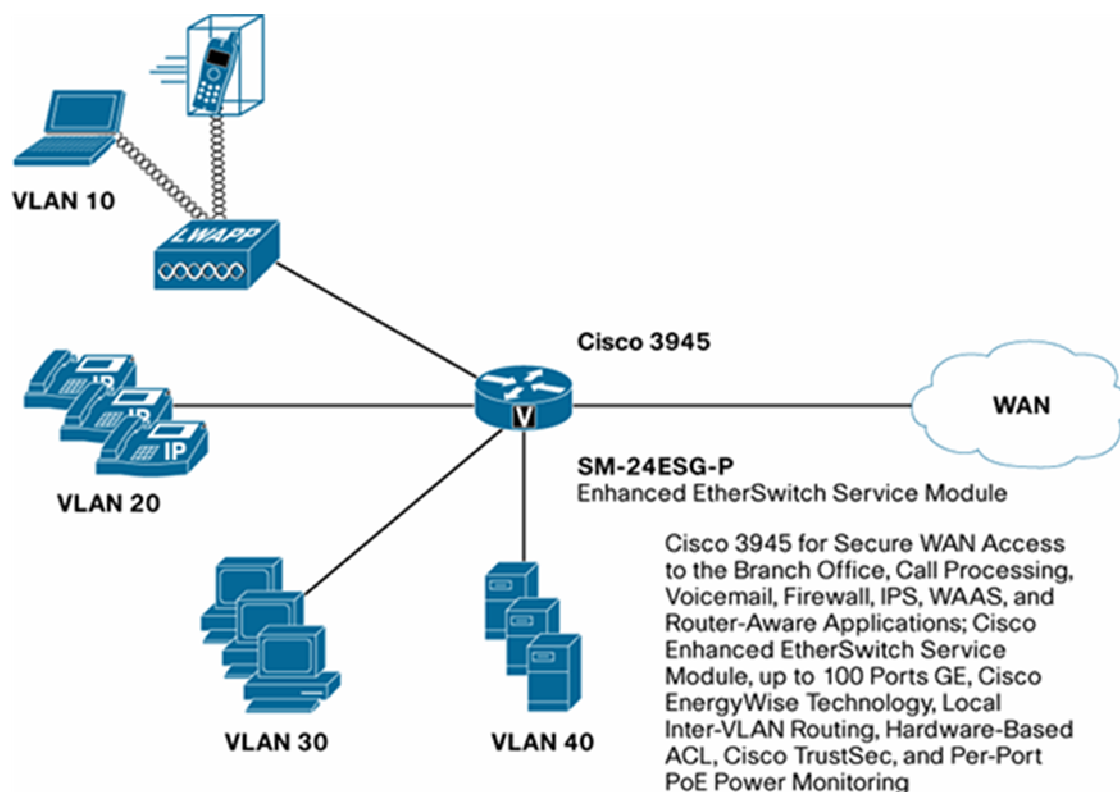 VLAN 10
LWAPP
Cisco 3945
WAN
IP
IP
IP
VLAN 20
V
SM-24ESG-P
Enhanced EtherSwitch Service Module
Cisco 3945 for Secure WAN Access
to the Branch Office, Call Processing,
Voicemail, Firewall, IPS, WAAS, and
Router-Aware Applications; Cisco
Enhanced EtherSwitch Service
Module, up to 100 Ports GE, Cisco
EnergyWise Technology, Local
Inter-VLAN Routing, Hardware-Based
ACL, Cisco TrustSec, and Per-Port
PoE Power Monitoring
VLAN 30
VLAN 40